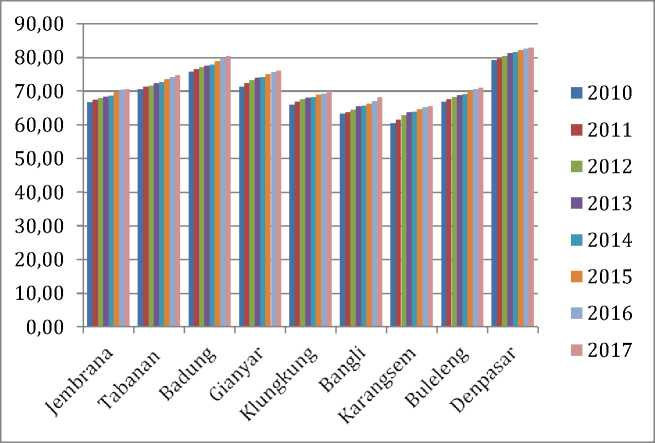 90,00
80,00
70,00
60,00
50,00
40,00
30,00
20,00
10,00
0,00
Jembrana
Tabanan
Badung
Gianyar
Klungkung
Bangli
Karangsem
Buleleng
Denpasar
2010
2011
2012
2013
2014
2015
2016
2017